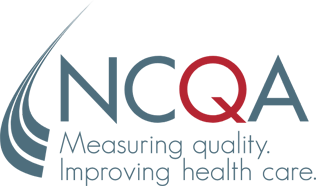 NCQA
Measuring quality.
Improving health care.